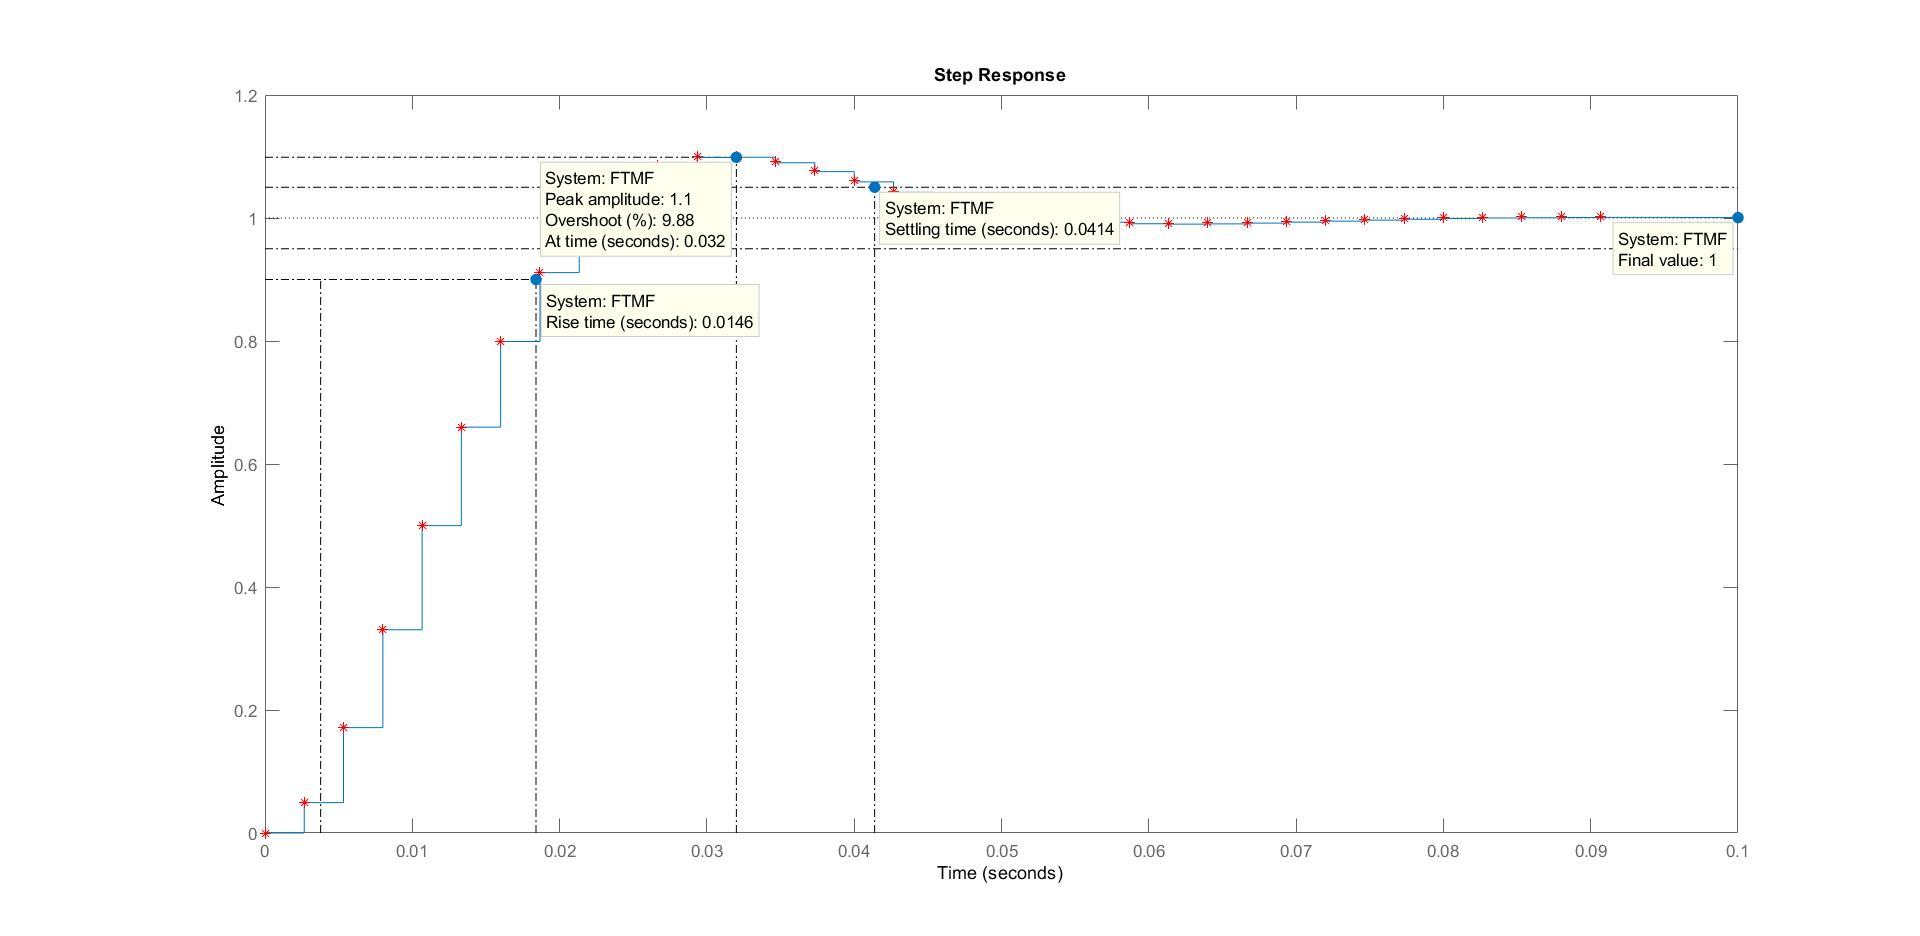 Step Response
1.2
1
0.8
0.6
0.4
0.2
0
Amplitude
System: FTMF
Peak amplitude: 1.1
Overshoot (%): 9.88
At time (seconds): 0.032
System: FTMF
Settling time (seconds): 0.0414
System: FTMF
Final value: 1
System: FTMF
Rise time (seconds): 0.0146
0 0.01 0.02 0.03 0.04 0.05 0.06 0.07 0.08 0.09 0.1
Time (seconds)